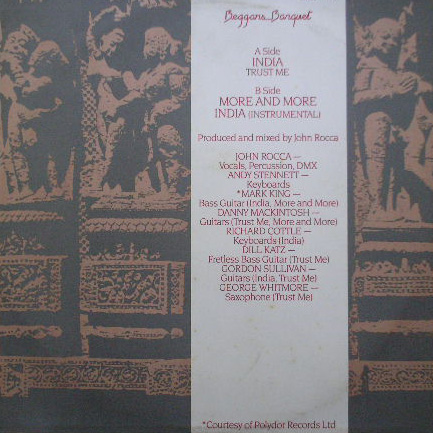 Beggars Banquet
A Side
INDIA
TRUST ME
B Side
MORE AND MORE
INDIA (INSTRUMENTAL)
Produced and mixed by John Rocca
JOHN ROCCA —
Vocals, Percussion, DMX
ANDY STENNETT —
Keyboards
*MARK KING —
Bass Guitar (India, More and More)
DANNY MACKINTOSH —
Guitars (Trust Me, More and More)
RICHARD COTTLE —
Keyboards (India)
DILL KATZ —
Fretless Bass Guitar (Trust Me)
GORDON SULLIVAN —
Guitars (India, Trust Me)
GEORGE WHITMORE —
Saxophone (Trust Me)
*Courtesy of Polydor Records Ltd